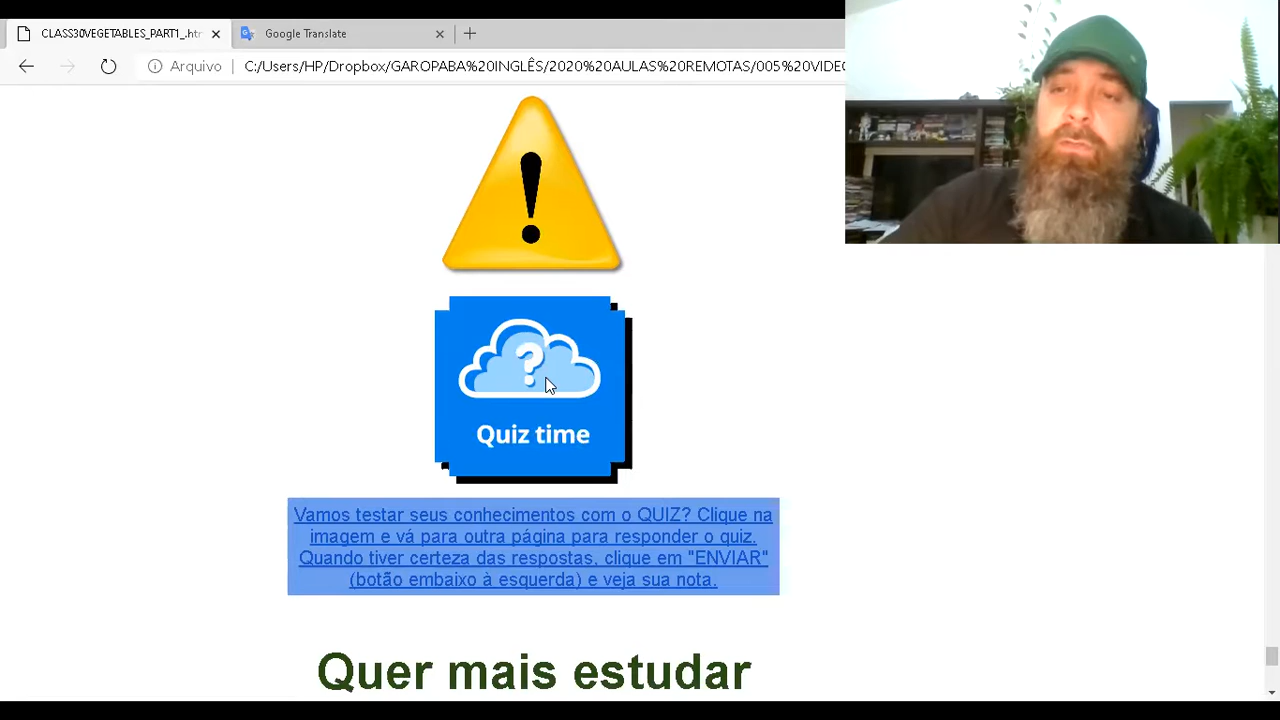 CLASS30VEGETABLES_PART1_.htm
Google Translate
Arquivo
C:/Users/HP/Dropbox/GAROPABA%20INGLÊS/2020%20AULAS%20REMOTAS/005%20VIDEO
!
?
Quiz time
Vamos testar seus conhecimentos com o QUIZ? Clique na
imagem e vá para outra página para responder o quiz.
Quando tiver certeza das respostas, clique em "ENVIAR"
(botão embaixo à esquerda) e veja sua nota.
Quer mais estudar